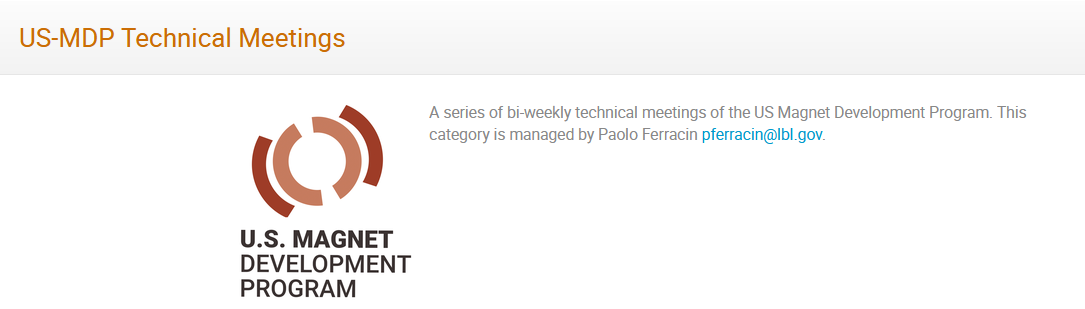 US-MDP Technical Meetings
A series of bi-weekly technical meetings of the US Magnet Development Program. This
category is managed by Paolo Ferracin pferracin@lbl.gov.
U.S. MAGNET
DEVELOPMENT
PROGRAM